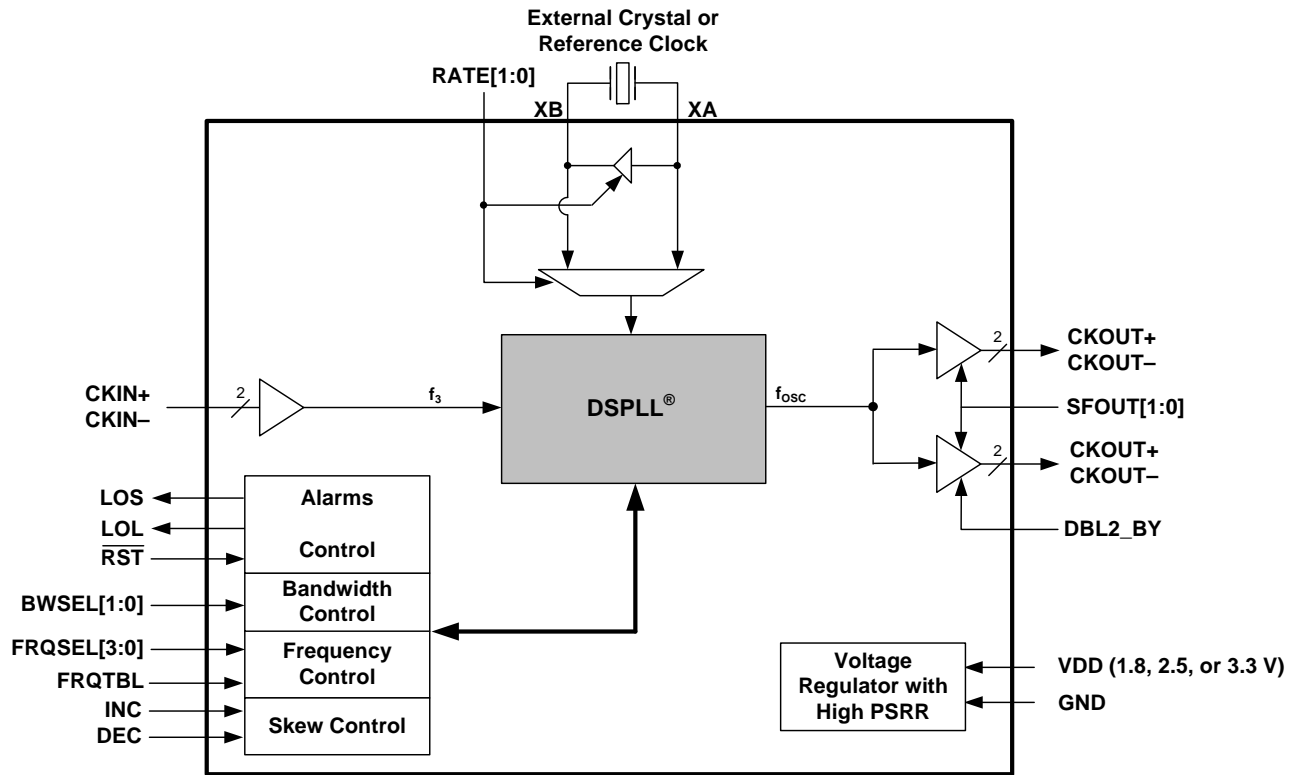 External Crystal or
Reference Clock
RATE[1:0]
XB
XA
CKIN+
CKIN–
2
f3
DSPLL®
fOSC
2
CKOUT+
CKOUT–
SFOUT[1:0]
2
CKOUT+
CKOUT–
DBL2_BY
LOS
LOL
RST
BWSEL[1:0]
FRQSEL[3:0]
FRQTBL
INC
DEC
Alarms
Control
Bandwidth
Control
Frequency
Control
Skew Control
Voltage
Regulator with
High PSRR
VDD (1.8, 2.5, or 3.3 V)
GND